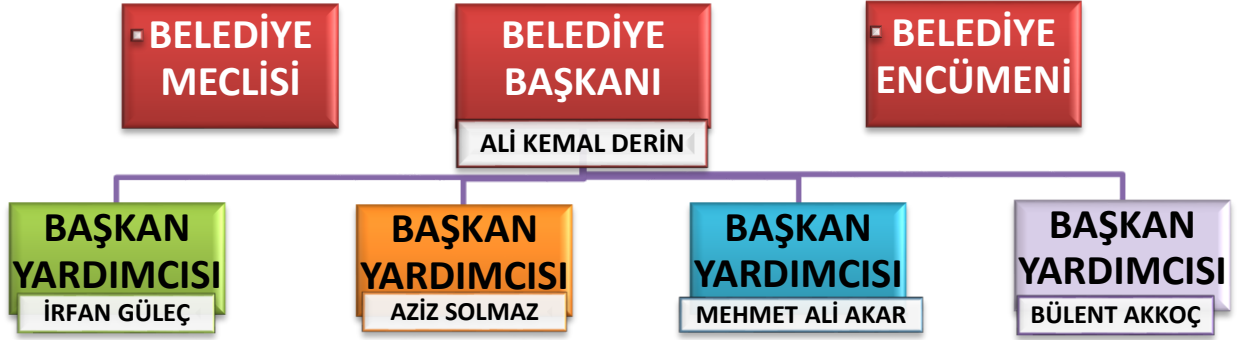 BELEDİYE
MECLİSİ
BELEDİYE
BAŞKANI
ALİ KEMAL DERİN
BELEDİYE
ENCÜMENİ
BAŞKAN
YARDIMCISI
İRFAN GÜLEÇ
BAŞKAN
YARDIMCISI
AZİZ SOLMAZ
BAŞKAN
YARDIMCISI
MEHMET ALİ AKAR
BAŞKAN
YARDIMCISI
BÜLENT AKKOÇ